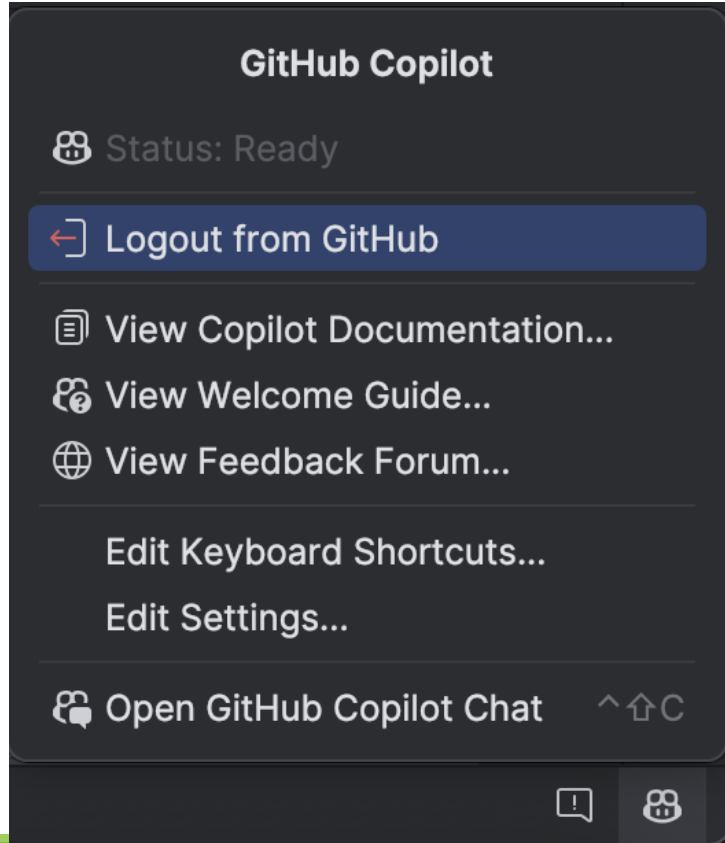 GitHub Copilot
Status: Ready
Logout from GitHub
View Copilot Documentation...
View Welcome Guide...
View Feedback Forum...
Edit Keyboard Shortcuts...
Edit Settings...
Open GitHub Copilot Chat ^⇧C